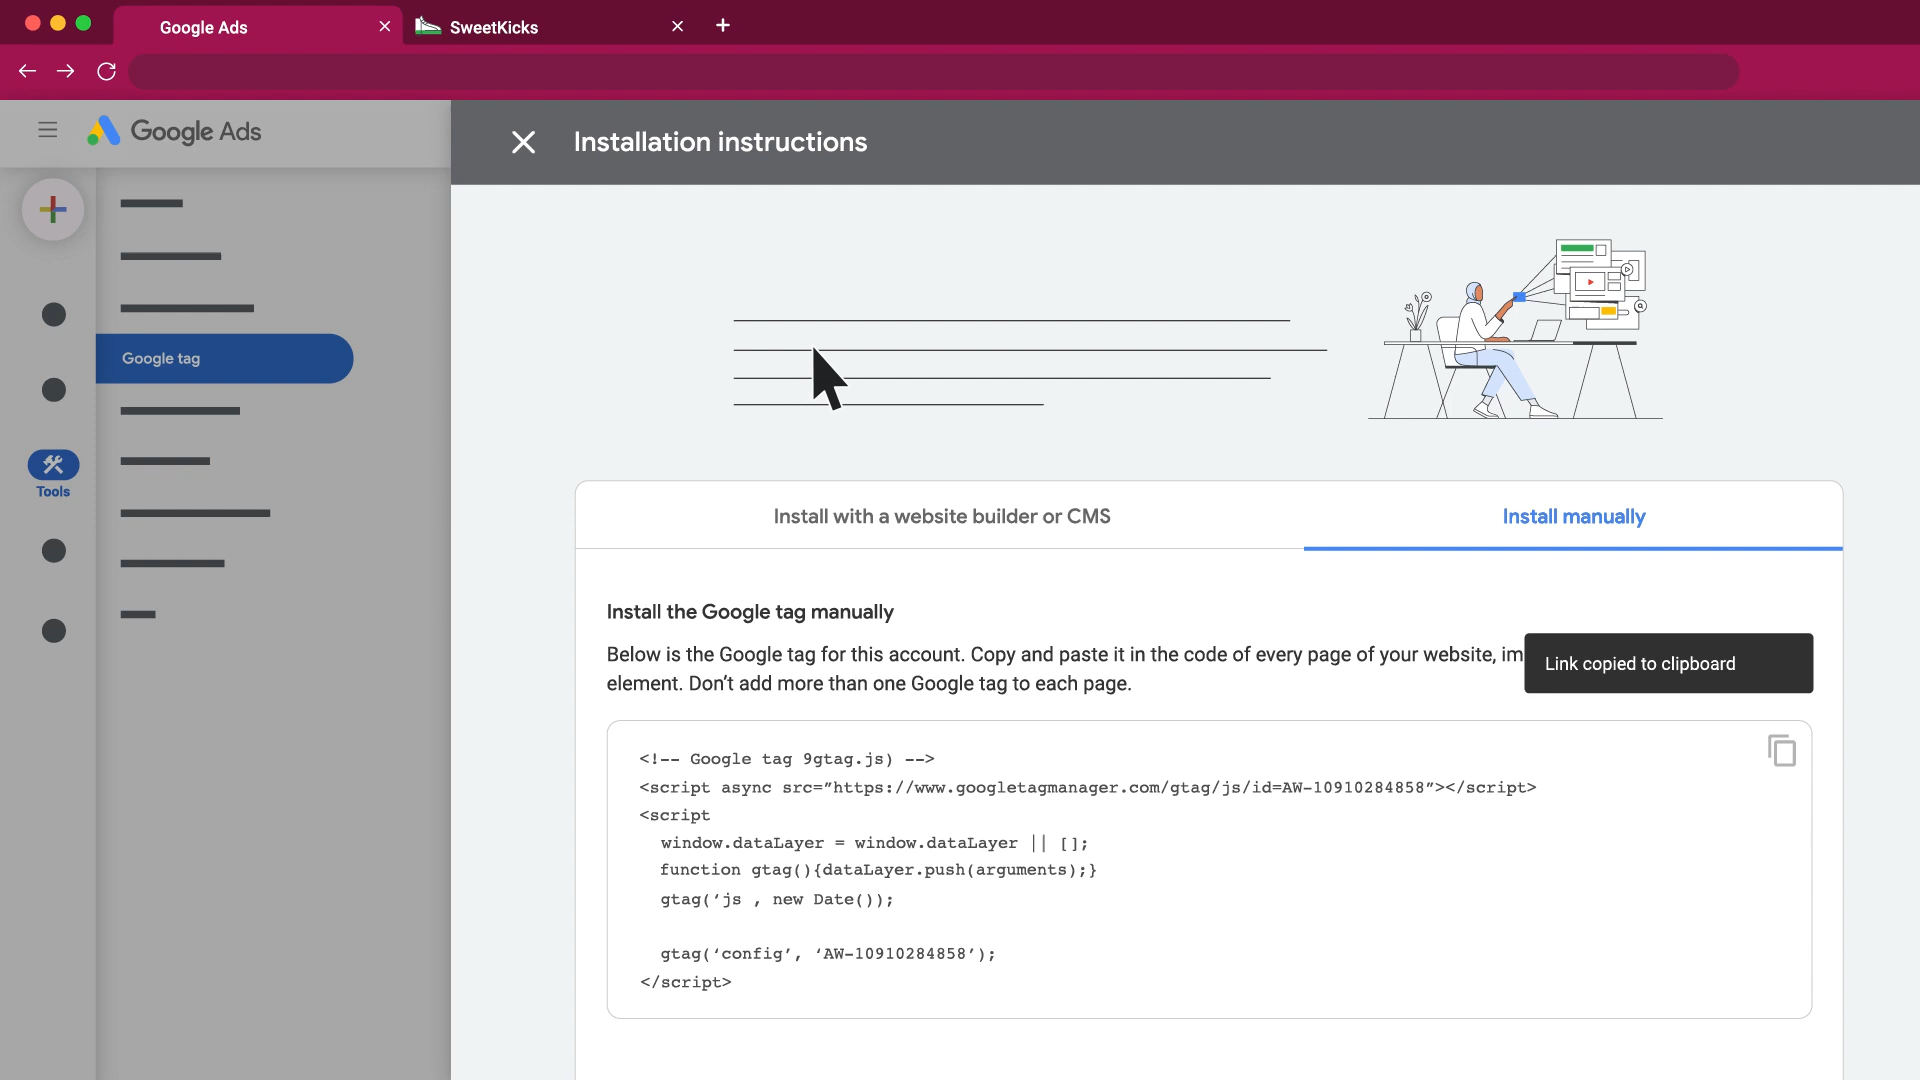 Google Ads
SweetKicks
Google Ads
Installation instructions
Google tag
Tools
Install with a website builder or CMS
Install manually
Install the Google tag manually
Below is the Google tag for this account. Copy and paste it in the code of every page of your website, im
element. Don’t add more than one Google tag to each page.
Link copied to clipboard
<!-- Google tag 9gtag.js) -->
<script async src=”https://www.googletagmanager.com/gtag/js/id=AW-10910284858”></script>
<script
window.dataLayer = window.dataLayer || [];
function gtag(){dataLayer.push(arguments);}
gtag(‘js , new Date());
gtag(‘config’, ‘AW-10910284858’);
</script>